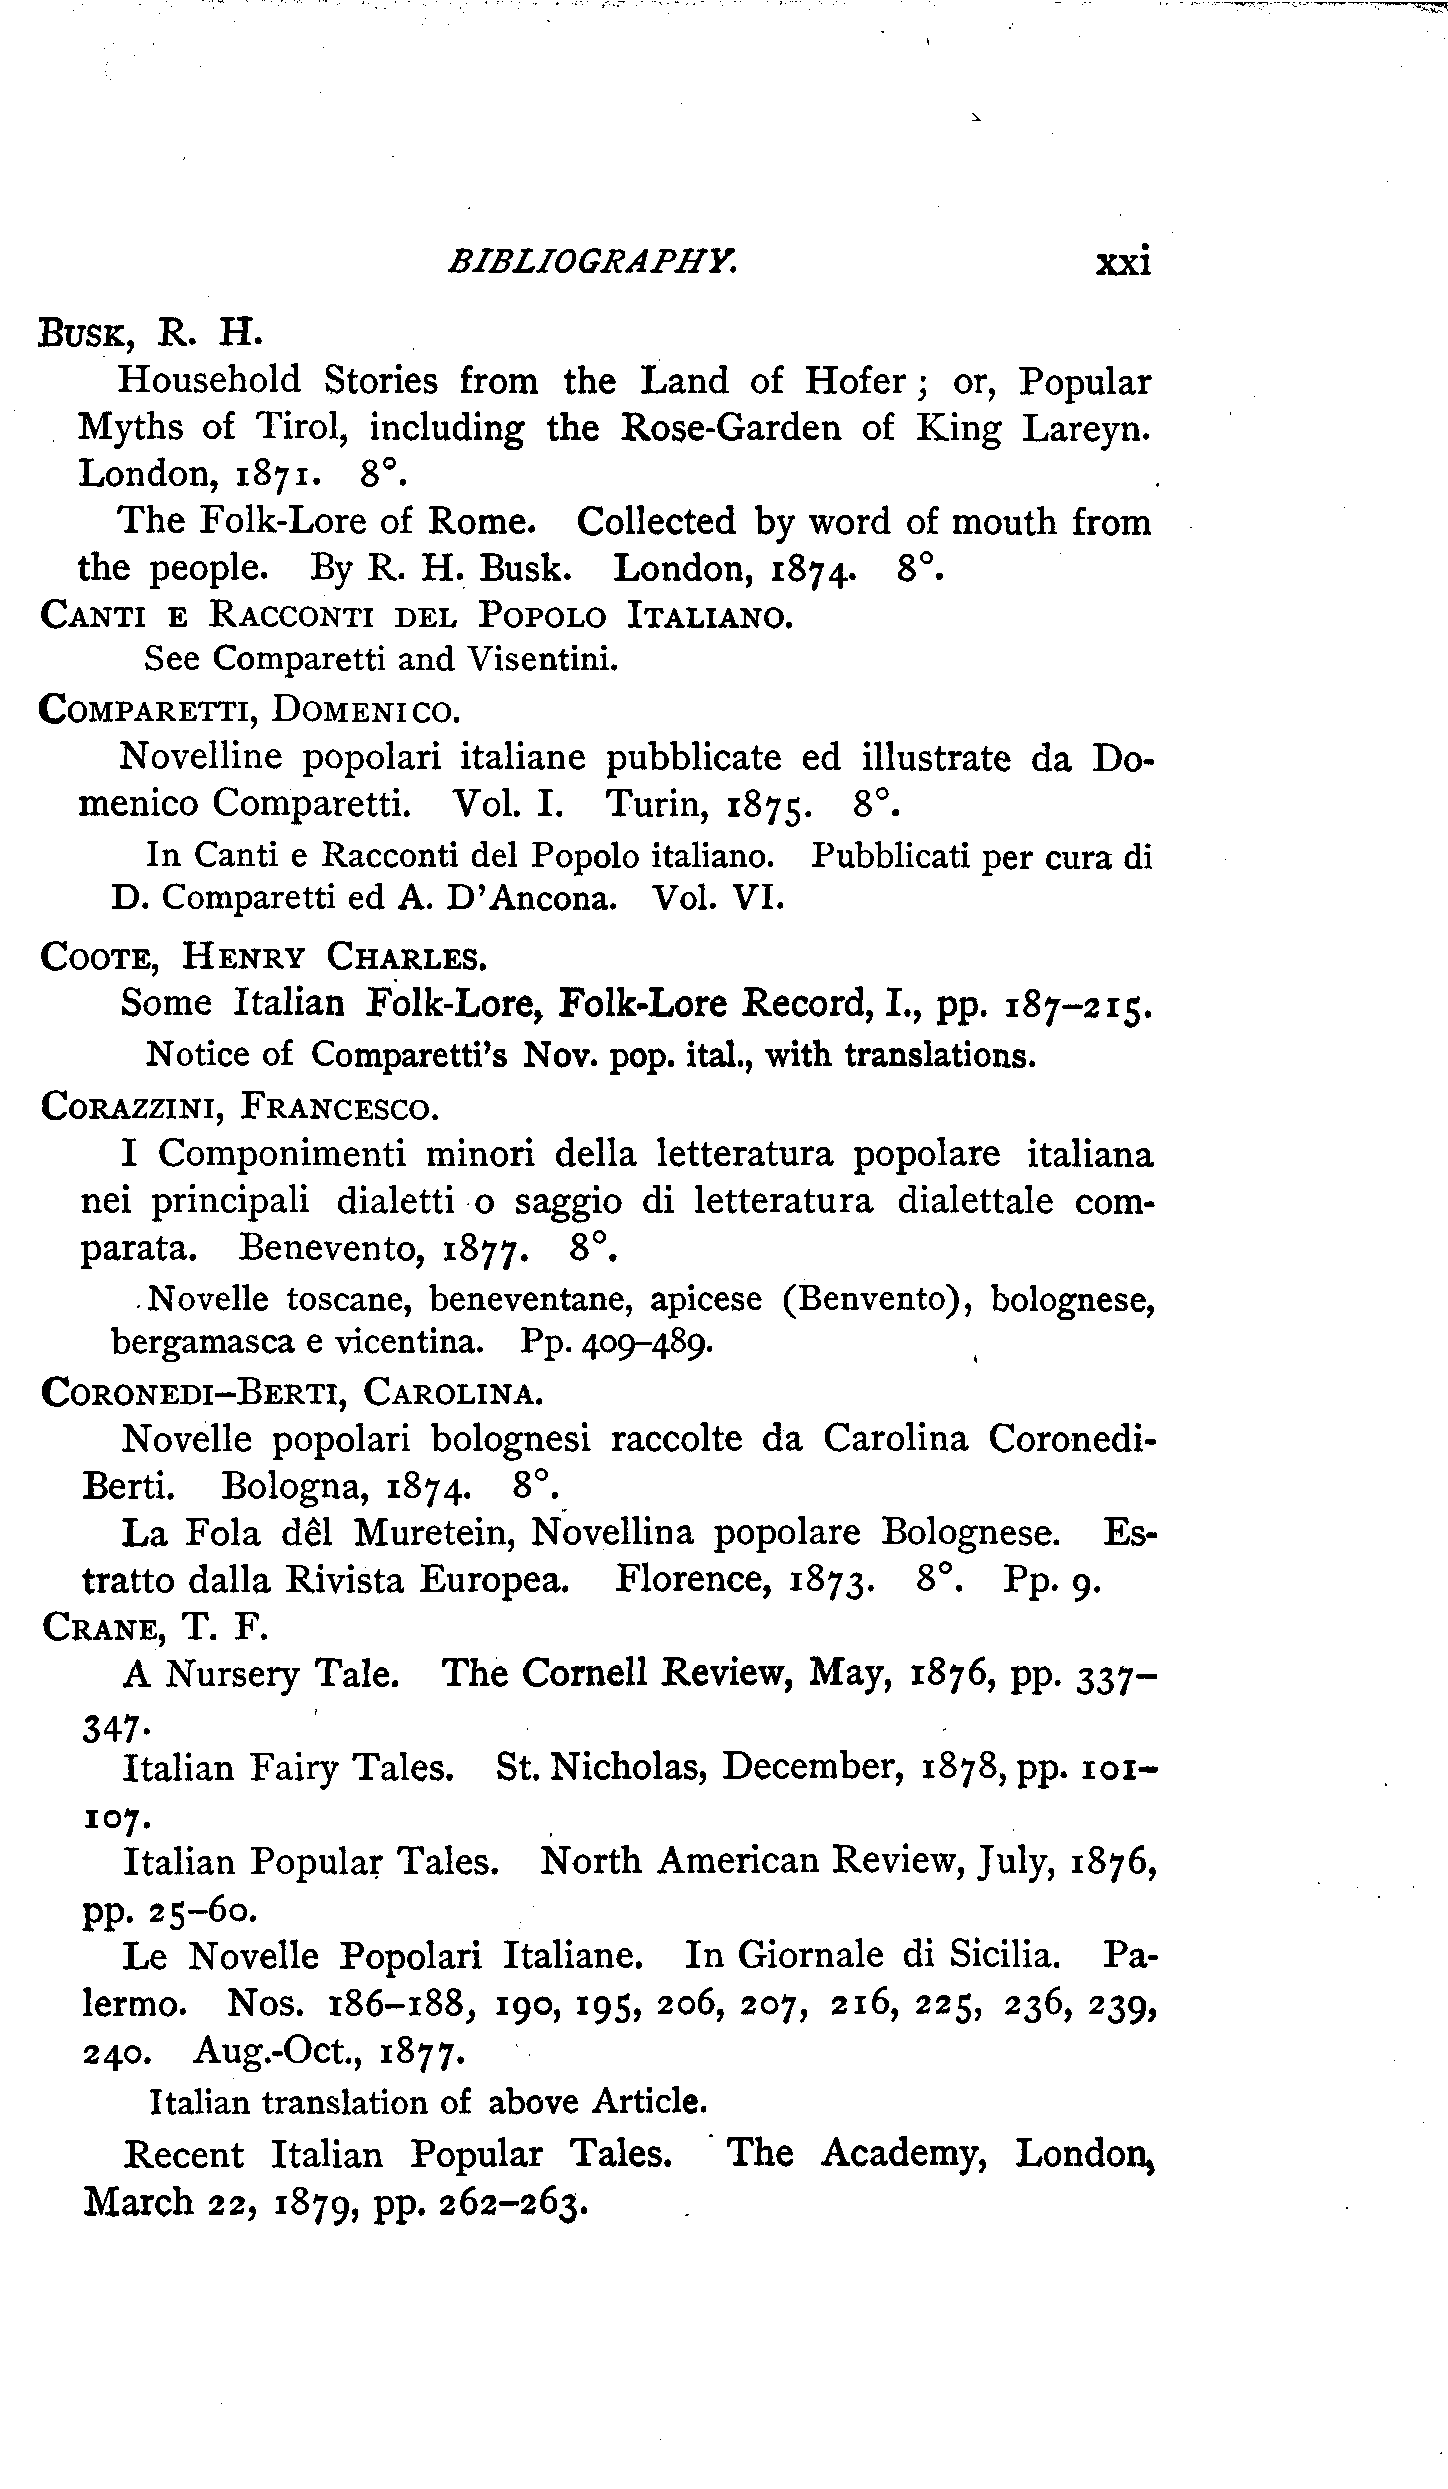 BIBLIOGRAPHY. xxi
BUSK, R. H.
Household Stories from the Land of Hofer; or, Popular
Myths of Tirol, including the Rose-Garden of King Lareyn.
London, 1871. 8°.
The Folk-Lore of Rome. Collected by word of mouth from
the people. By R. H. Busk. London, 1874. 8°.
CANTI E RACCONTI DEL POPOLO ITALIANO.
See Comparetti and Visentini.
COMPARETTI, DOMENICO.
Novelline popolari italiane pubblicate ed illustrate da Do-
menico Comparetti. Vol. I. Turin, 1875. 8°.
In Canti e Racconti del Popolo italiano. Pubblicati per cura di
D. Comparetti ed A. D'Ancona. Vol. VI.
COOTE, HENRY CHARLES.
Some Italian Folk-Lore, Folk-Lore Record, I., pp. 187–215.
Notice of Comparetti's Nov. pop. ital., with translations.
CORAZZINI, FRANCESCO.
I Componimenti minori della letteratura popolare italiana
nei principali dialetti o saggio di letteratura dialettale com-
parata. Benevento, 1877. 8°.
Novelle toscane, beneventane, apicese (Benvento), bolognese,
bergamasca e vicentina. Pp. 409–489.
CORONEDI–BERTI, CAROLINA.
Novelle popolari bolognesi raccolte da Carolina Coronedi-
Berti. Bologna, 1874. 8°.
La Fola dêl Muretein, Novellina popolare Bolognese. Es-
tratto dalla Rivista Europea. Florence, 1873. 8°. Pp. 9.
CRANE, T. F.
A Nursery Tale. The Cornell Review, May, 1876, pp. 337–
347.
Italian Fairy Tales. St. Nicholas, December, 1878, pp. 101–
107.
Italian Popular Tales. North American Review, July, 1876,
pp. 25–60.
Le Novelle Popolari Italiane. In Giornale di Sicilia. Pa-
lermo. Nos. 186–188, 190, 195, 206, 207, 216, 225, 236, 239,
240. Aug.-Oct., 1877.
Italian translation of above Article.
Recent Italian Popular Tales. The Academy, London,
March 22, 1879, pp. 262–263.